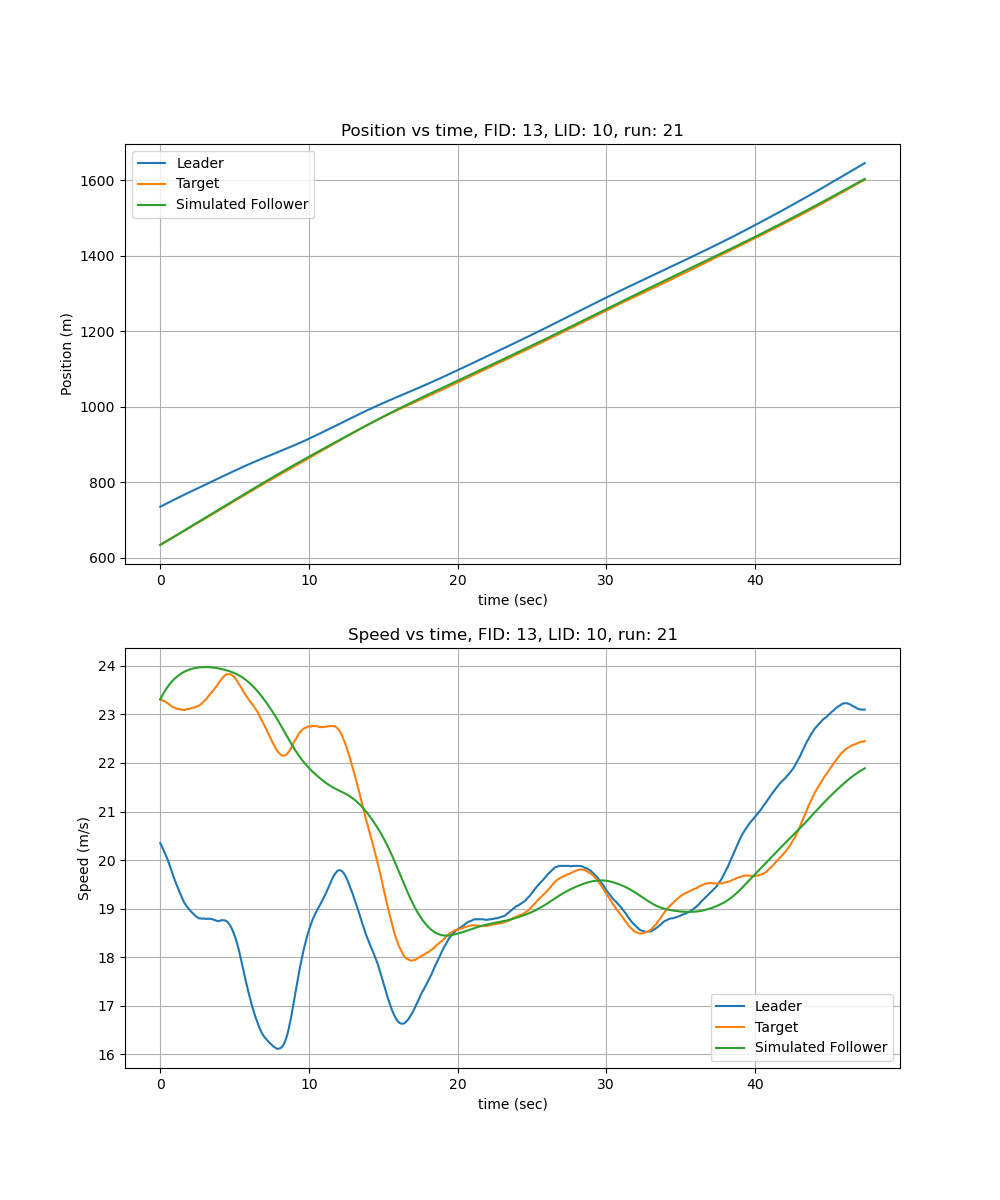 Position vs time, FID: 13, LID: 10, run: 21
Leader
Target
Simulated Follower
1600
1400
1200
1000
800
600
Position (m)
0 10 20 30 40
time (sec)
Speed vs time, FID: 13, LID: 10, run: 21
24
23
22
21
20
19
18
17
16
Speed (m/s)
Leader
Target
Simulated Follower
0 10 20 30 40
time (sec)